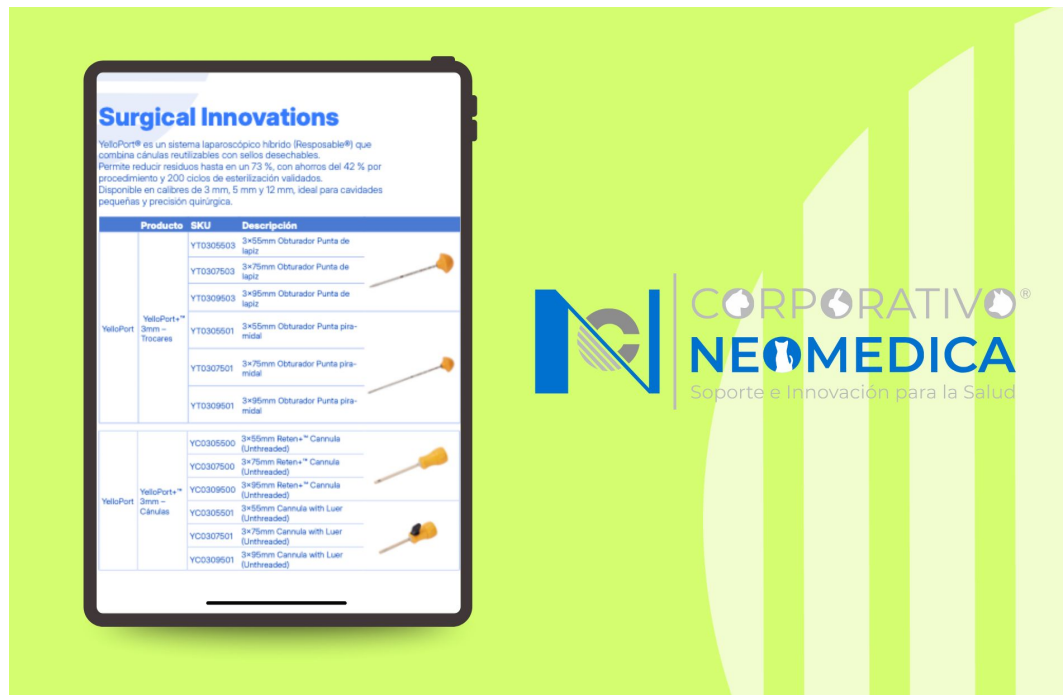 Surgical Innovations
YelloPort® es un sistema laparoscópico híbrido (Resposable®) que
combina cánulas reutilizables con sellos desechables.
Permite reducir residuos hasta en un 73 %, con ahorros del 42 % por
procedimiento y 200 ciclos de esterilización validados.
Disponible en calibres de 3 mm, 5 mm y 12 mm, ideal para cavidades
pequeñas y precisión quirúrgica.
Producto SKU Descripción
YelloPort
YelloPort+™
3mm –
Trocares
YT0305503 3×55mm Obturador Punta de
lapiz
YT0307503 3×75mm Obturador Punta de
lapiz
YT0309503 3×95mm Obturador Punta de
lapiz
YT0305501 3×55mm Obturador Punta pira-
midal
YT0307501 3×75mm Obturador Punta pira-
midal
YT0309501 3×95mm Obturador Punta pira-
midal
YelloPort
YelloPort+™
3mm –
Cánulas
YC0305500 3×55mm Reten+™ Cannula
(Unthreaded)
YC0307500 3×75mm Reten+™ Cannula
(Unthreaded)
YC0309500 3×95mm Reten+™ Cannula
(Unthreaded)
YC0305501 3×55mm Cannula with Luer
(Unthreaded)
YC0307501 3×75mm Cannula with Luer
(Unthreaded)
YC0309501 3×95mm Cannula with Luer
(Unthreaded)
NC
CORPORATIVO®
NEOMEDICA
Soporte e Innovación para la Salud